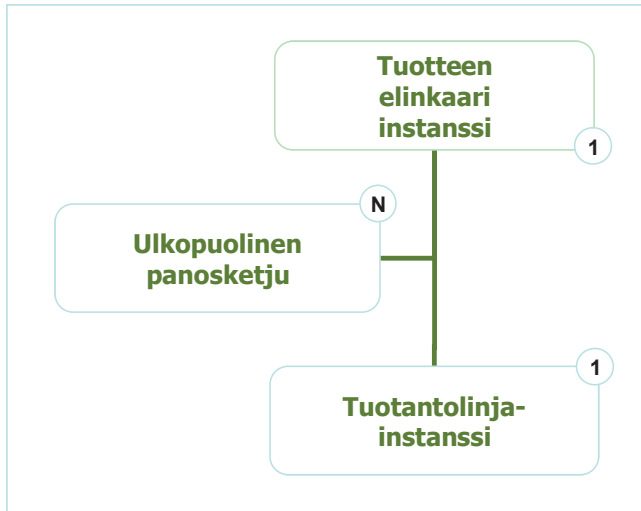 Tuotteen
elinkaari
instanssi
1
N
Ulkopuolinen
panosketju
1
Tuotantolinja-
instanssi